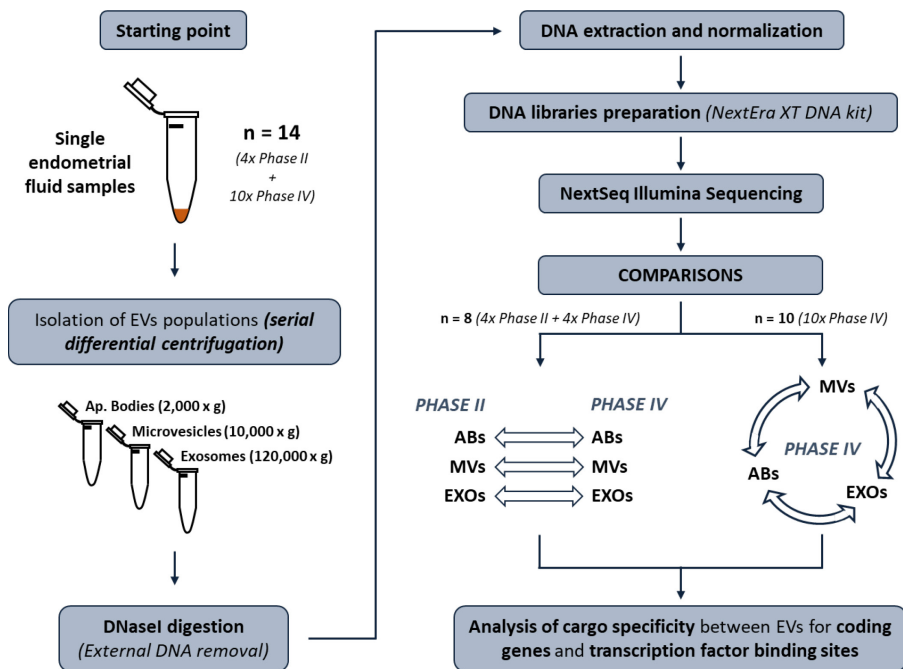 Starting point
Single
endometrial
fluid samples
n = 14
(4x Phase II
+
10x Phase IV)
Isolation of EVs populations (serial
differential centrifugation)
Ap. Bodies (2,000 x g)
Microvesicles (10,000 x g)
Exosomes (120,000 x g)
DNaseI digestion
(External DNA removal)
DNA extraction and normalization
DNA libraries preparation (NextEra XT DNA kit)
NextSeq Illumina Sequencing
COMPARISONS
n = 8 (4x Phase II + 4x Phase IV)
PHASE II PHASE IV
ABs ABs
MVs MVs
EXOs EXOs
n = 10 (10x Phase IV)
MVs
PHASE IV
ABs
EXOs
Analysis of cargo specificity between EVs for coding
genes and transcription factor binding sites